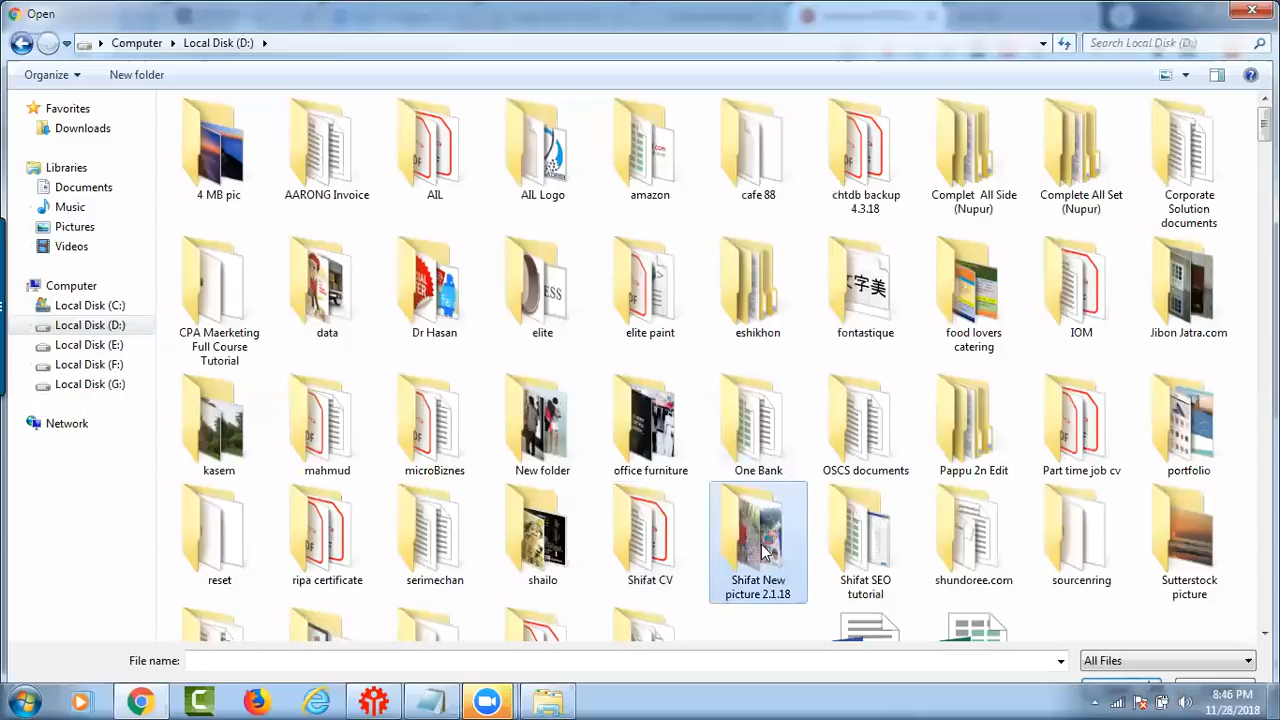 Open
Computer
Local Disk (D:)
Search Local Disk (D:)
Organize
New folder
Favorites
Downloads
Libraries
Documents
Music
Pictures
Videos
Computer
Local Disk (C:)
Local Disk (D:)
Local Disk (E:)
Local Disk (F:)
Local Disk (G:)
Network
4 MB pic
AARONG Invoice
AIL
AIL Logo
amazon
cafe 88
chtdb backup
4.3.18
Complet All Side
(Nupur)
Complete All Set
(Nupur)
Corporate
Solution
documents
CPA Maerketing
Full Course
Tutorial
data
Dr Hasan
elite
elite paint
eshikhon
文字美
fontastique
food lovers
catering
IOM
Jibon Jatra.com
kasem
mahmud
microBiznes
New folder
office furniture
One Bank
OSCS documents
Pappu 2n Edit
Part time job cv
portfolio
reset
ripa certificate
serimechan
shailo
Shifat CV
Shifat New
picture 2.1.18
Shifat SEO
tutorial
shundoree.com
sourcenring
Sutterstock
picture
File name:
All Files
8:46 PM
11/28/2018